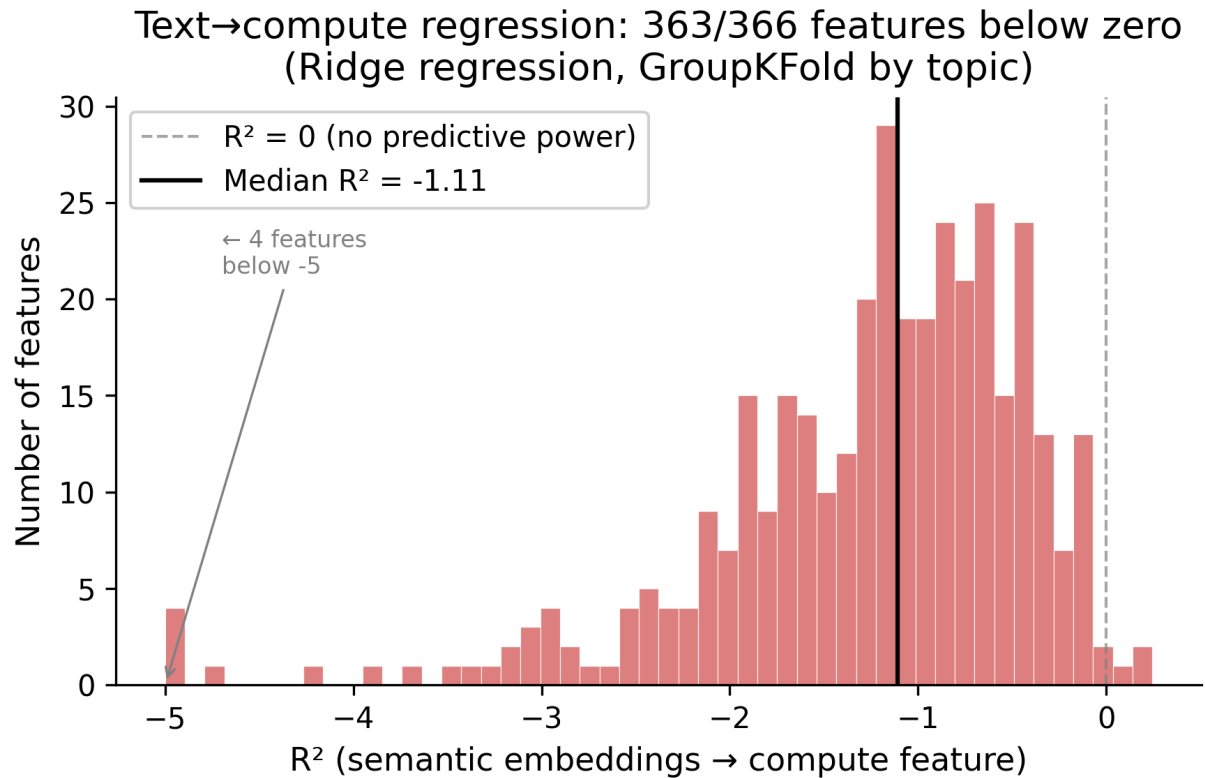 Text→compute regression: 363/366 features below zero
(Ridge regression, GroupKFold by topic)
30
25
20
15
10
5
0
Number of features
R² = 0 (no predictive power)
Median R² = -1.11
← 4 features
below -5
−5
−4
−3
−2
−1
0
R² (semantic embeddings → compute feature)